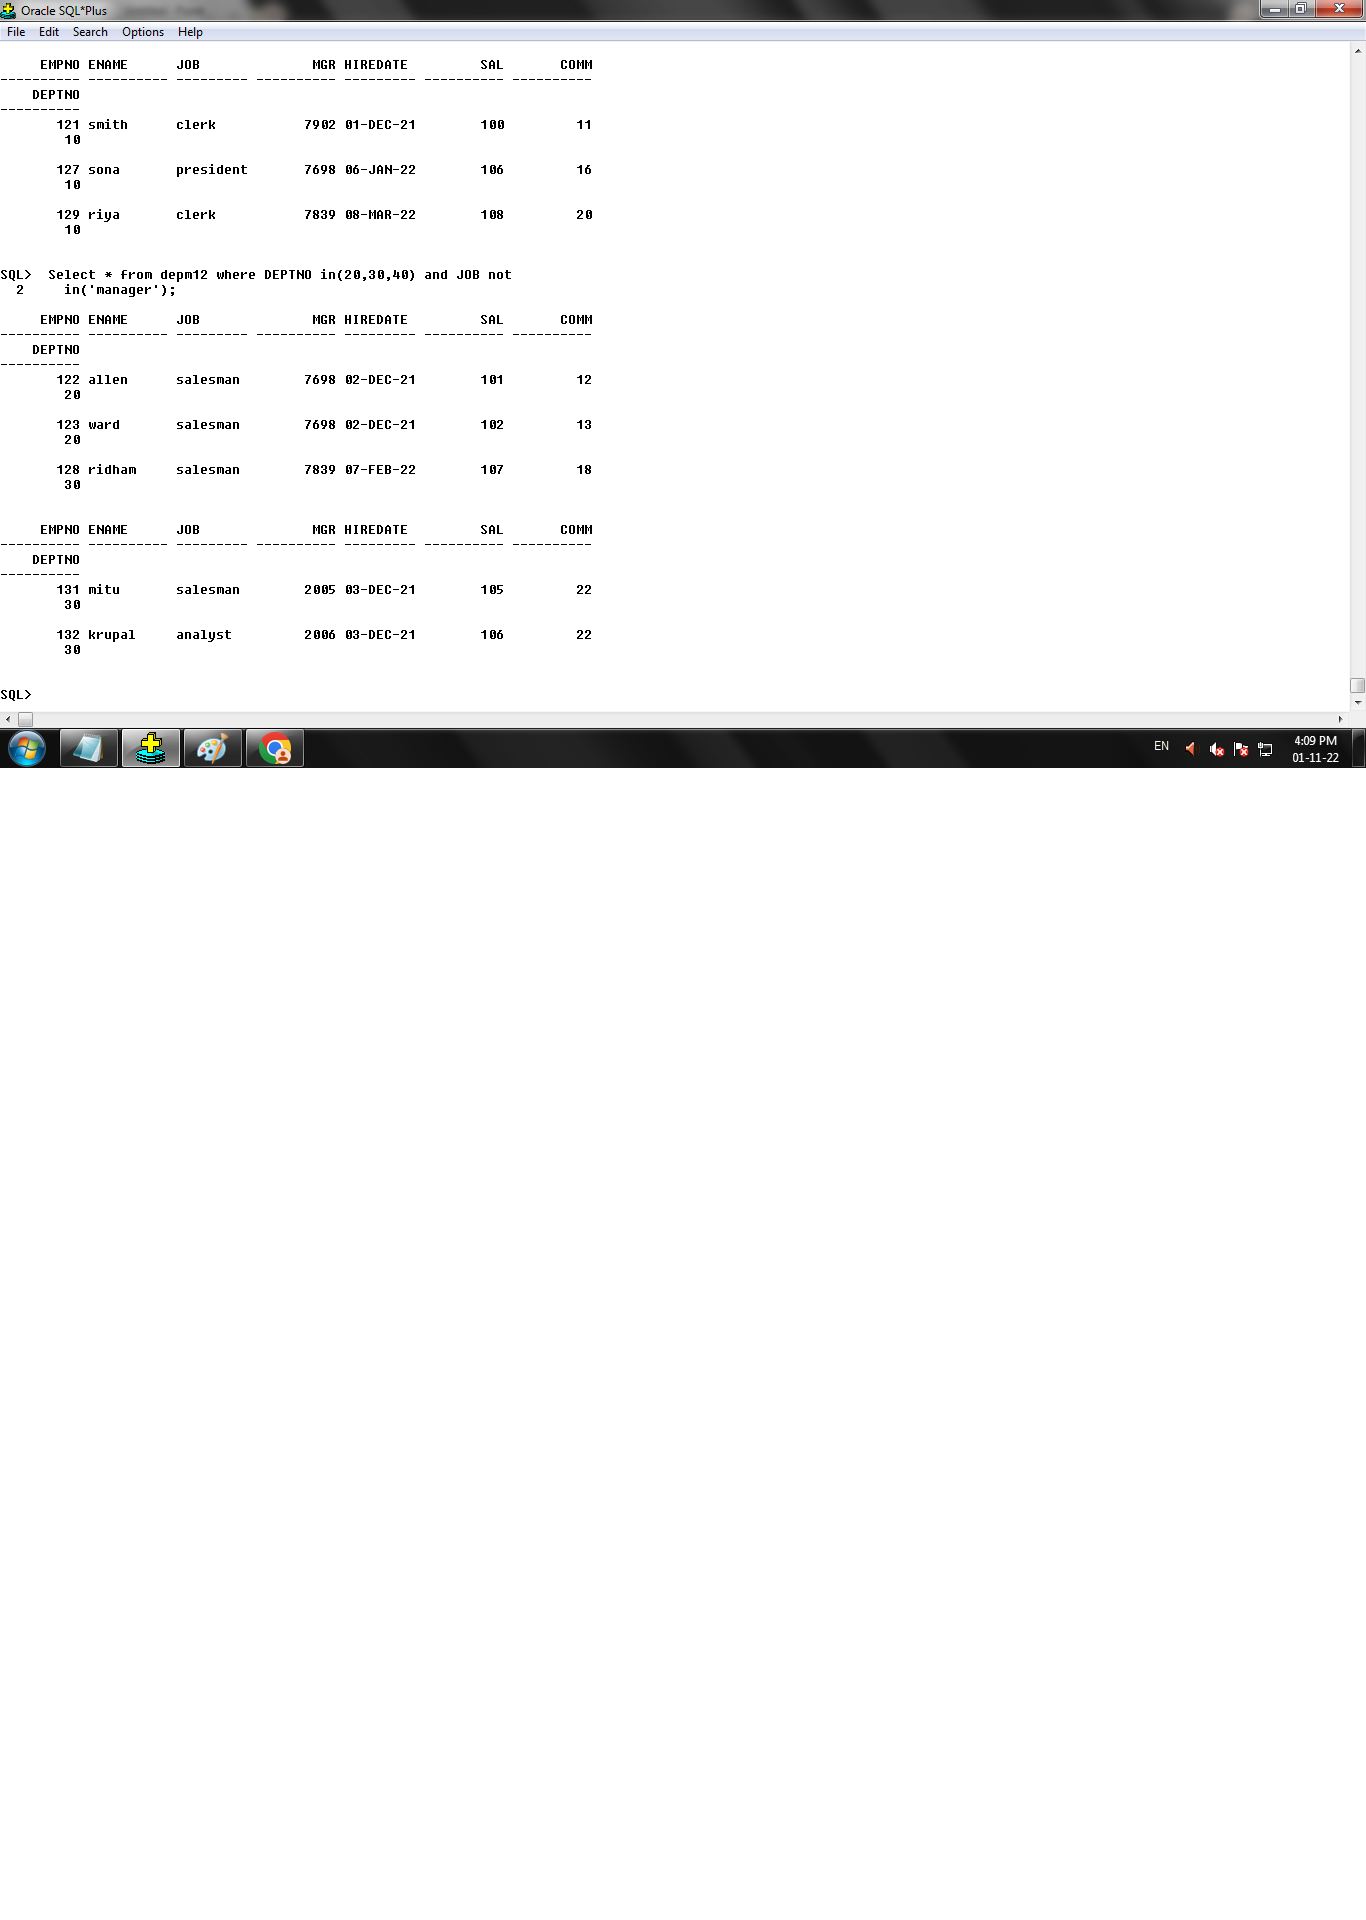 Oracle SQL*Plus
File Edit Search Options Help
     EMPNO ENAME      JOB              MGR HIREDATE         SAL       COMM
---------- ---------- --------- ---------- --------- ---------- ----------
    DEPTNO
----------
       121 smith      clerk           7902 01-DEC-21        100         11
        10
       127 sona       president       7698 06-JAN-22        106         16
        10
       129 riya       clerk           7839 08-MAR-22        108         20
        10
SQL>  Select * from depm12 where DEPTNO in(20,30,40) and JOB not
  2     in('manager');
     EMPNO ENAME      JOB              MGR HIREDATE         SAL       COMM
---------- ---------- --------- ---------- --------- ---------- ----------
    DEPTNO
----------
       122 allen      salesman        7698 02-DEC-21        101         12
        20
       123 ward       salesman        7698 02-DEC-21        102         13
        20
       128 ridham     salesman        7839 07-FEB-22        107         18
        30
     EMPNO ENAME      JOB              MGR HIREDATE         SAL       COMM
---------- ---------- --------- ---------- --------- ---------- ----------
    DEPTNO
----------
       131 mitu       salesman        2005 03-DEC-21        105         22
        30
       132 krupal     analyst         2006 03-DEC-21        106         22
        30
SQL>
EN
4:09 PM
01-11-22